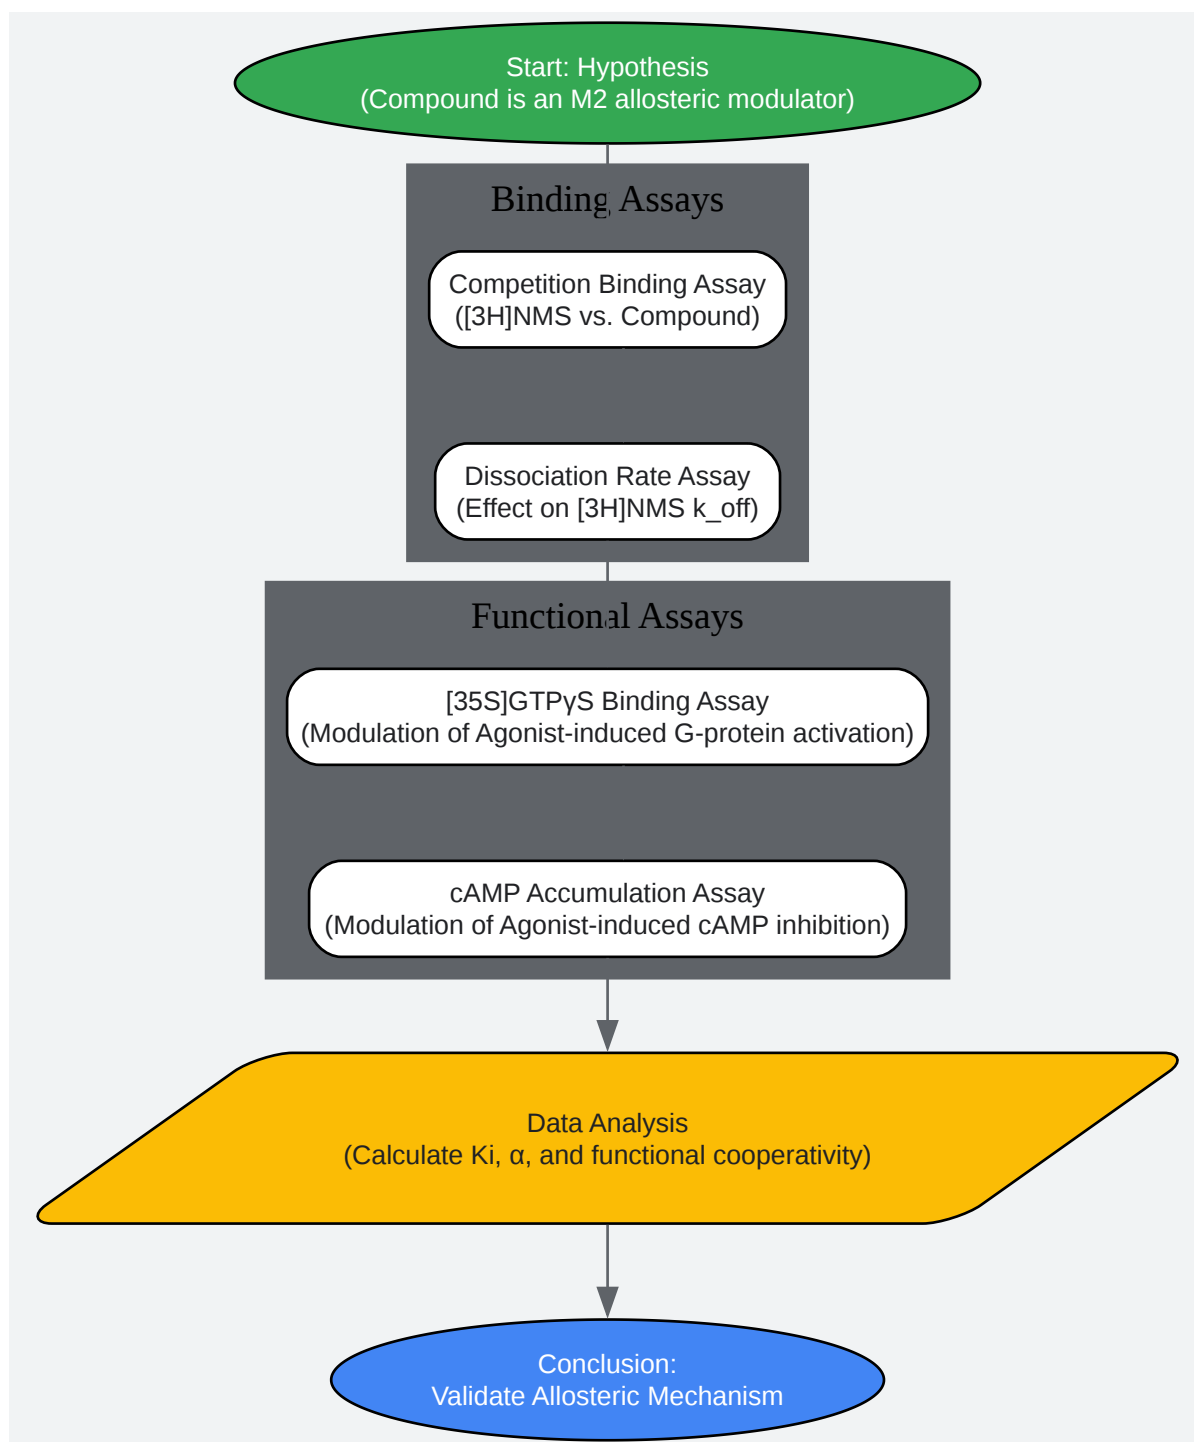 Start: Hypothesis
(Compound is an M2 allosteric modulator)
Binding Assays
Competition Binding Assay
([3H]NMS vs. Compound)
Dissociation Rate Assay
(Effect on [3H]NMS k_off)
Functional Assays
[35S]GTPγS Binding Assay
(Modulation of Agonist-induced G-protein activation)
cAMP Accumulation Assay
(Modulation of Agonist-induced cAMP inhibition)
Data Analysis
(Calculate Ki, α, and functional cooperativity)
Conclusion:
Validate Allosteric Mechanism